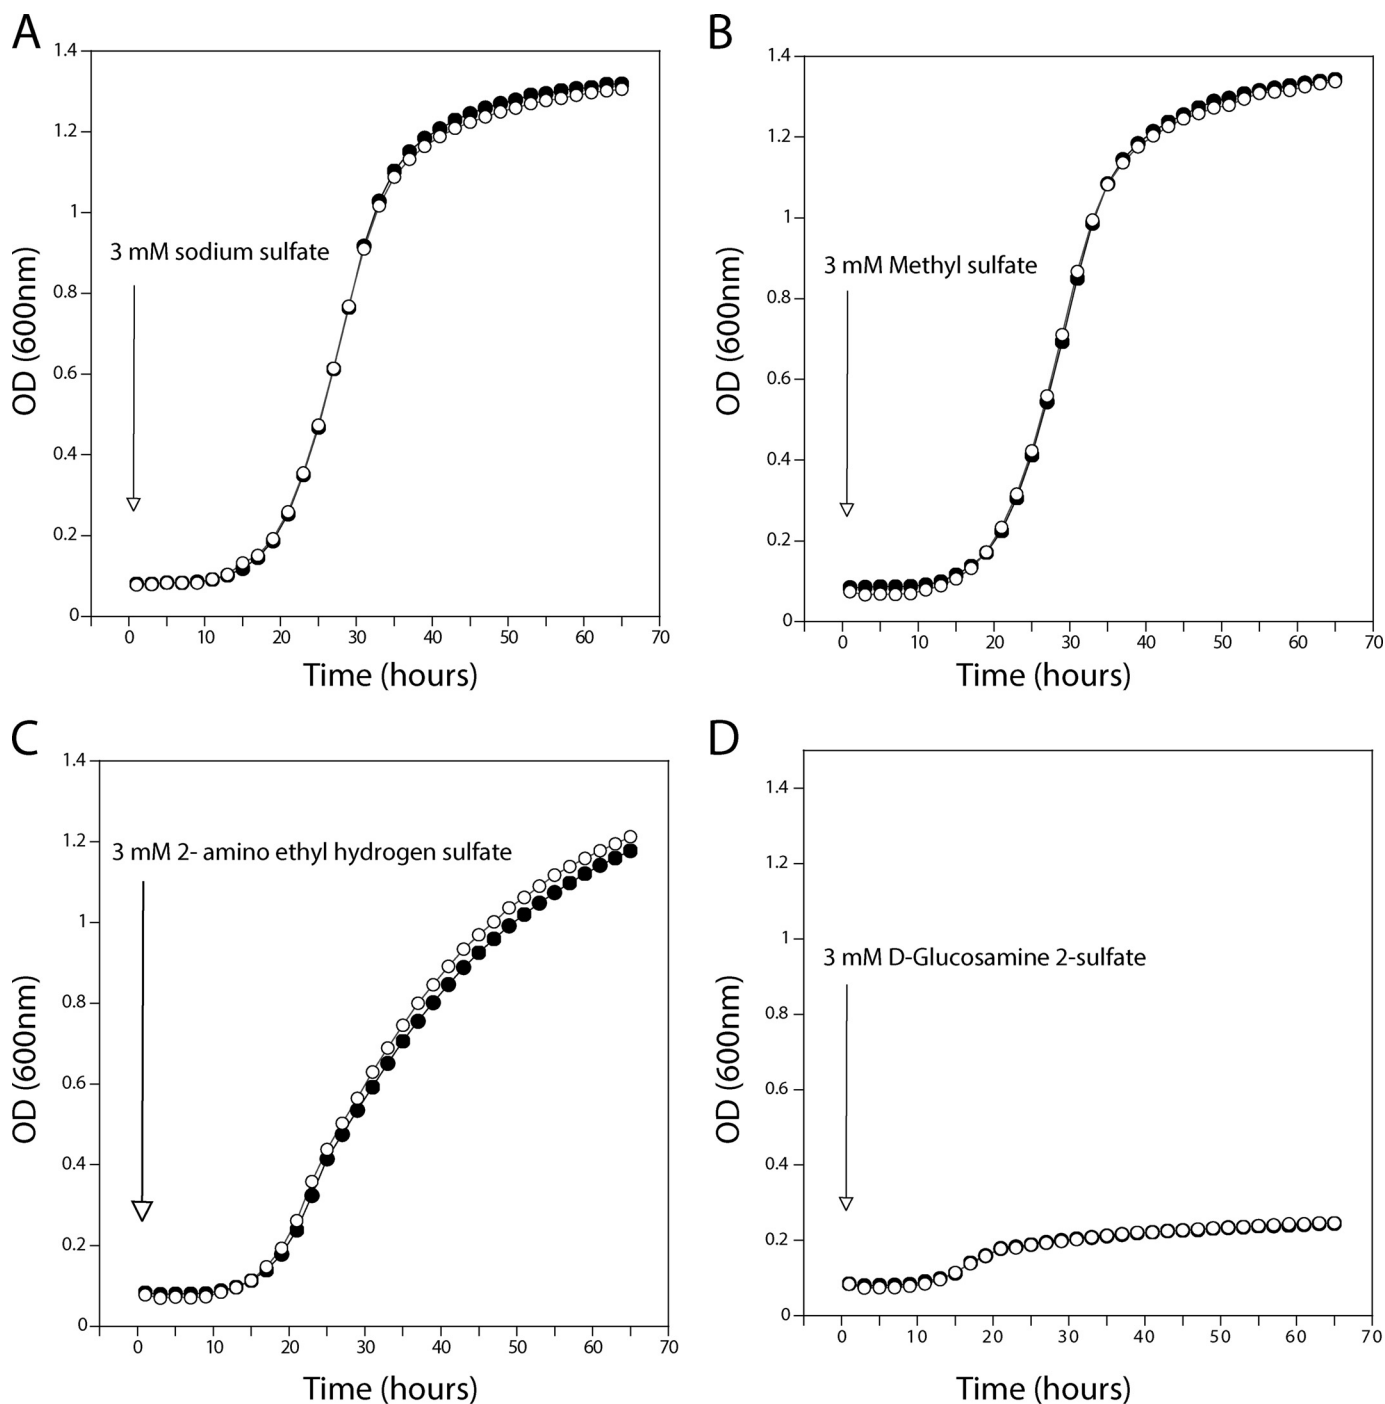 A
1.4
1.2
1
0.8
0.6
0.4
0.2
0
OD (600nm)
3 mM sodium sulfate
0 10 20 30 40 50 60 70
Time (hours)
B
1.4
1.2
1
0.8
0.6
0.4
0.2
0
OD (600nm)
3 mM Methyl sulfate
0 10 20 30 40 50 60 70
Time (hours)
C
1.4
1.2
1
0.8
0.6
0.4
0.2
0
OD (600nm)
3 mM 2- amino ethyl hydrogen sulfate
0 10 20 30 40 50 60 70
Time (hours)
D
1.4
1.2
1
0.8
0.6
0.4
0.2
0
OD (600nm)
3 mM D-Glucosamine 2-sulfate
0 10 20 30 40 50 60 70
Time (hours)